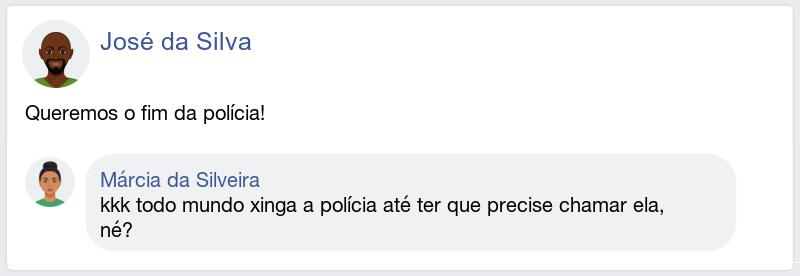 José da Silva
Queremos o fim da polícia!
Márcia da Silveira
kkk todo mundo xinga a polícia até ter que precise chamar ela,
né?